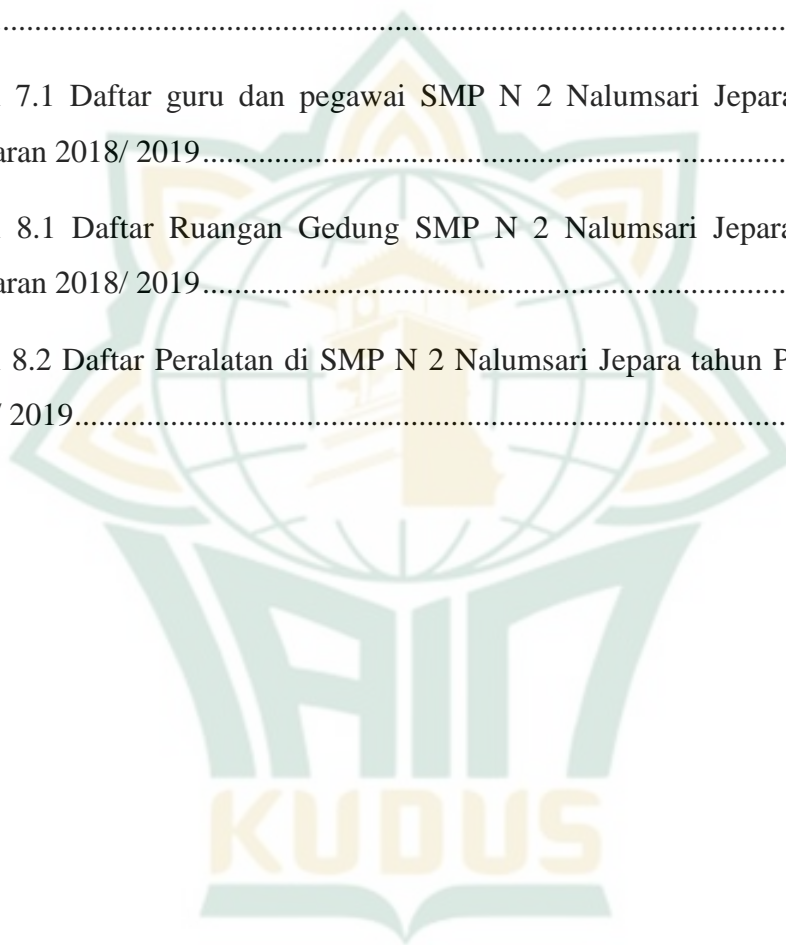 ........................................................................................................
7.1 Daftar guru dan pegawai SMP N 2 Nalumsari Jepara
aran 2018/ 2019........................................................................................
8.1 Daftar Ruangan Gedung SMP N 2 Nalumsari Jepara
aran 2018/ 2019........................................................................................
8.2 Daftar Peralatan di SMP N 2 Nalumsari Jepara tahun P
/ 2019........................................................................................................
IAIN
KUDUS